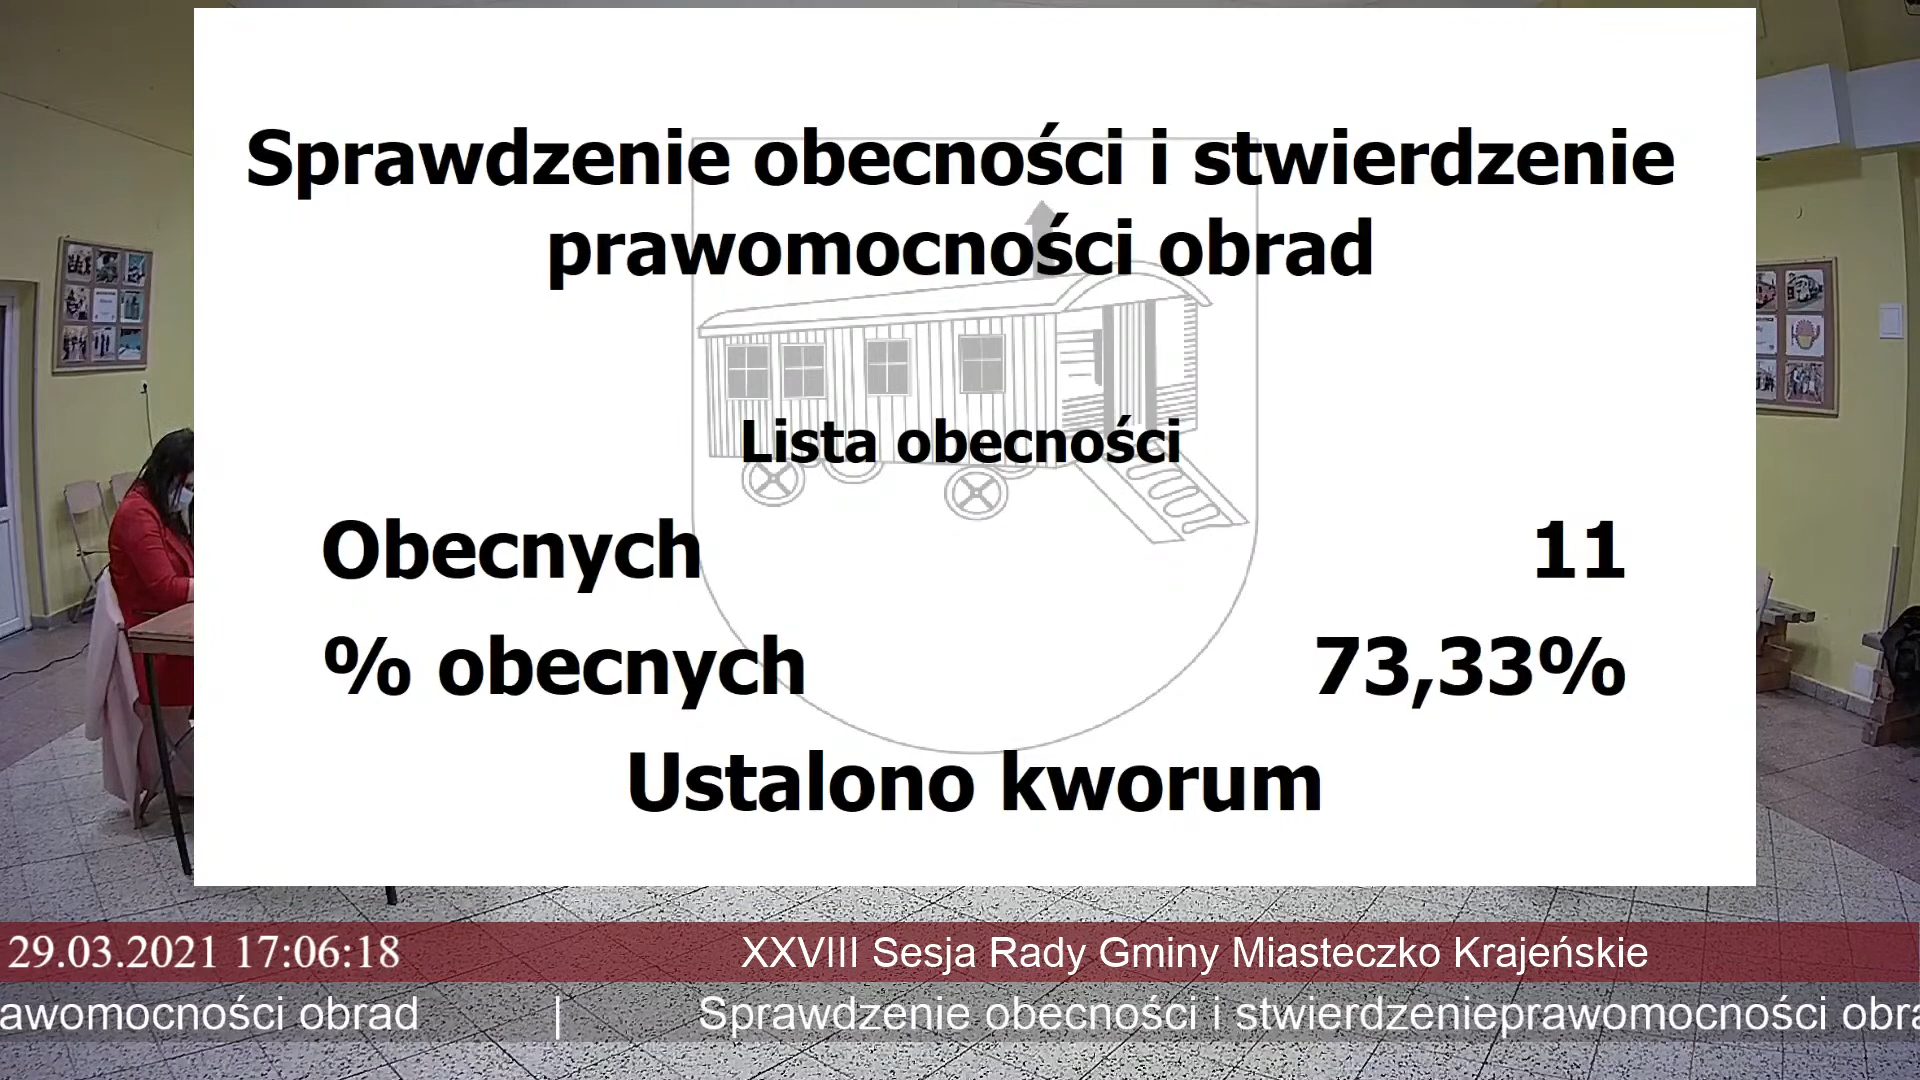 Sprawdzenie obecności i stwierdzenie
prawomocności obrad
Lista obecności
Obecnych 11
% obecnych 73,33%
Ustalono kworum
29.03.2021 17:06:18 XXVIII Sesja Rady Gminy Miasteczko Krajeńskie
awomocności obrad | Sprawdzenie obecności i stwierdzenieprawomocności obra